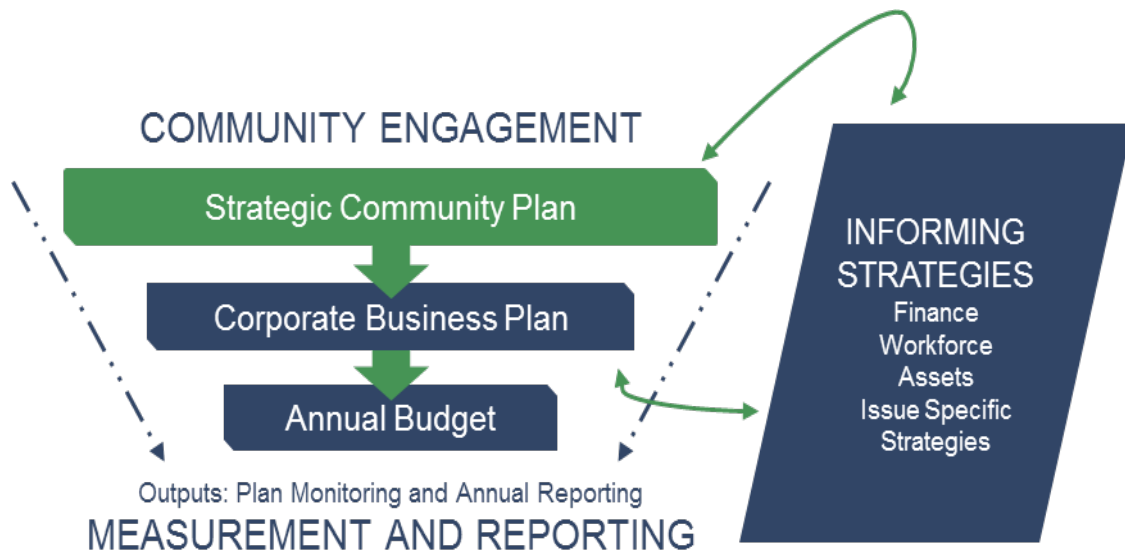 COMMUNITY ENGAGEMENT
Strategic Community Plan
Corporate Business Plan
Annual Budget
Outputs: Plan Monitoring and Annual Reporting
MEASUREMENT AND REPORTING
INFORMING
STRATEGIES
Finance
Workforce
Assets
Issue Specific
Strategies